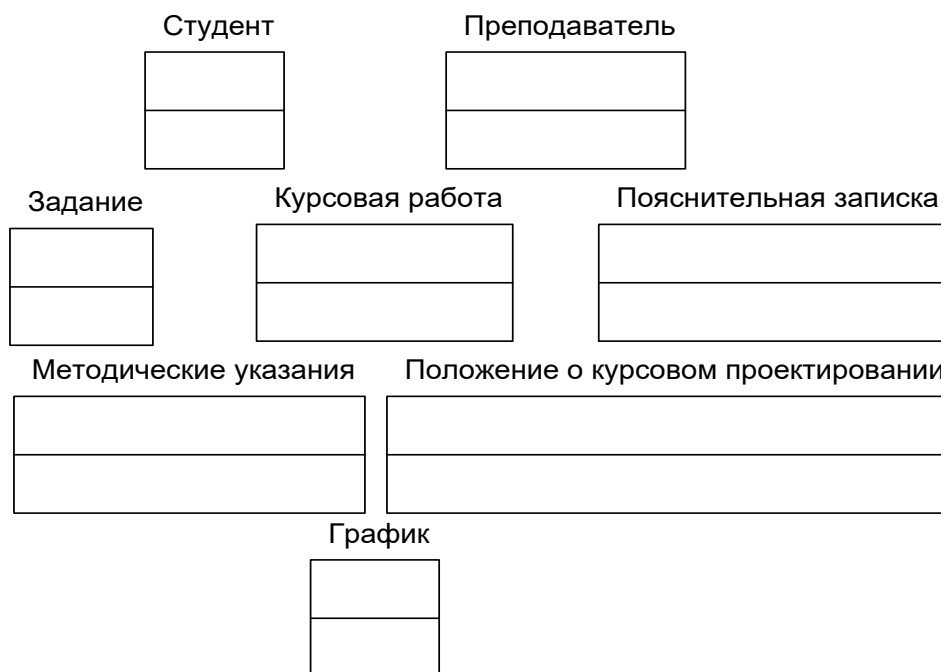 Студент Преподаватель
Задание Курсовая работа Пояснительная записка
Методические указания Положение о курсовом проектировании
График